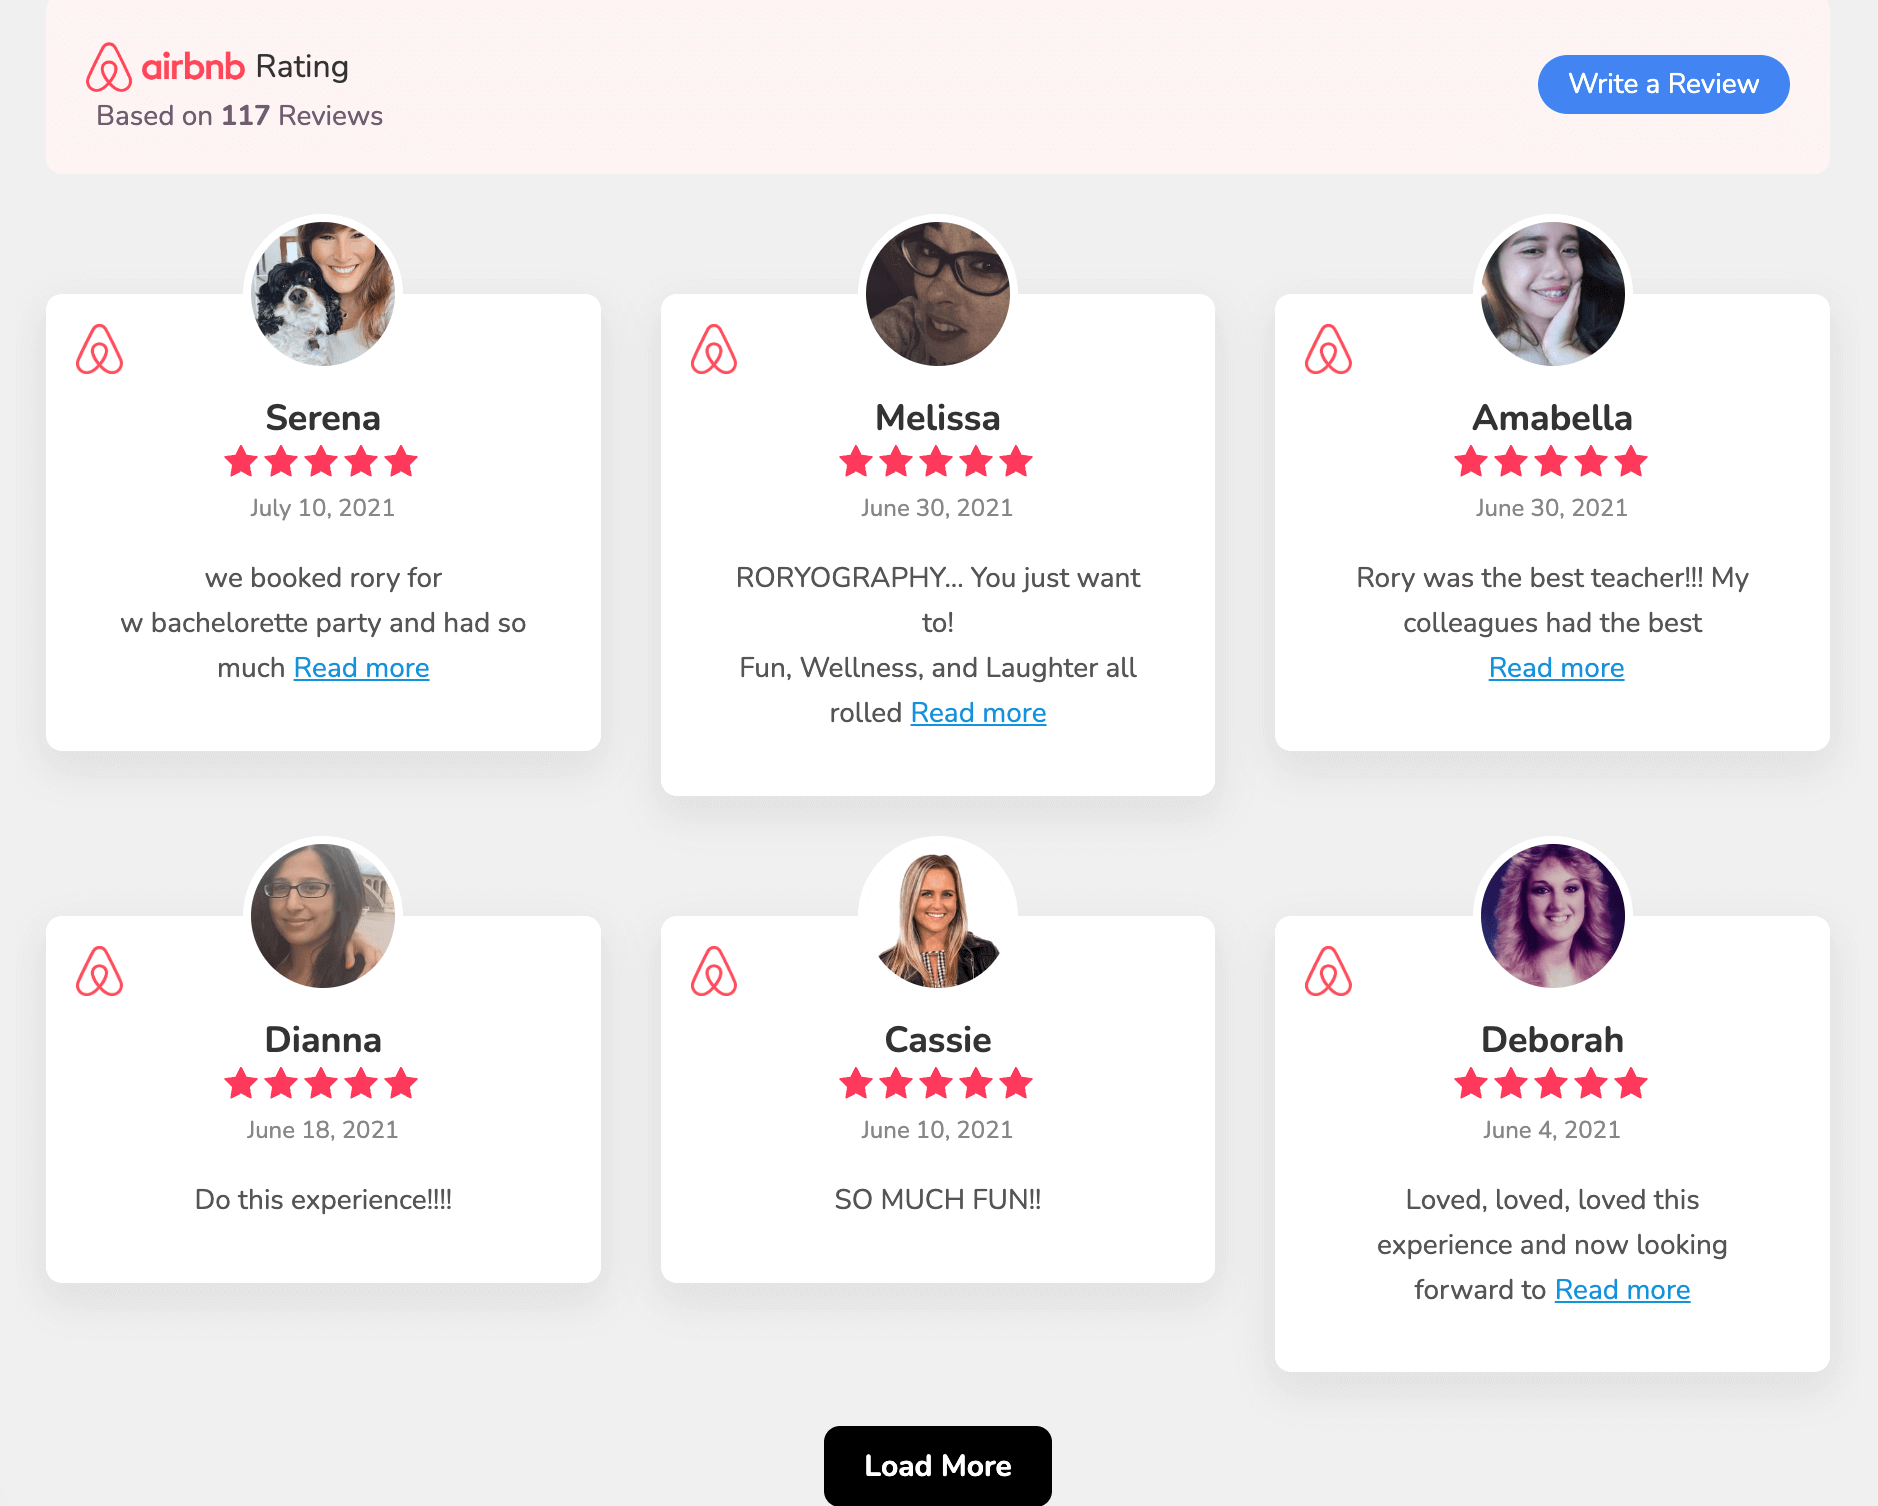 airbnb Rating
Write a Review
Based on 117 Reviews
Serena
July 10, 2021
we booked rory for
w bachelorette party and had so
much Read more
Melissa
June 30, 2021
RORYOGRAPHY... You just want
to!
Fun, Wellness, and Laughter all
rolled Read more
Amabella
June 30, 2021
Rory was the best teacher!!! My
colleagues had the best
Read more
Dianna
June 18, 2021
Do this experience!!!!
Cassie
June 10, 2021
SO MUCH FUN!!
Deborah
June 4, 2021
Loved, loved, loved this
experience and now looking
forward to Read more
Load More